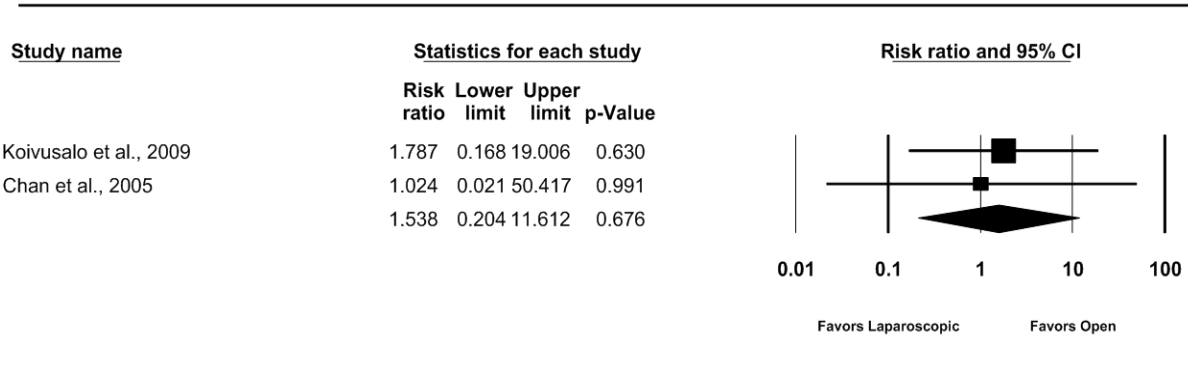 Study name Statistics for each study Risk ratio and 95% CI
Risk Lower Upper
ratio limit limit p-Value
Koivusalo et al., 2009 1.787 0.168 19.006 0.630
Chan et al., 2005 1.024 0.021 50.417 0.991
1.538 0.204 11.612 0.676
0.01 0.1 1 10 100
Favors Laparoscopic Favors Open